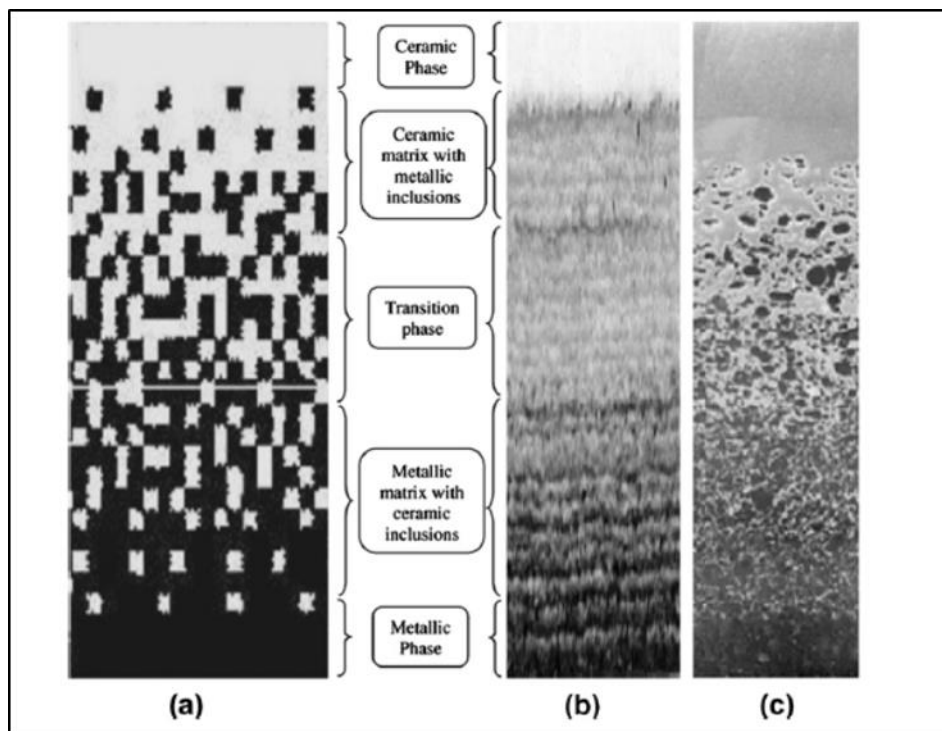 Ceramic
Phase
Ceramic
matrix with
metallic
inclusions
Transition
phase
Metallic
matrix with
ceramic
inclusions
Metallic
Phase
(a)
(b)
(c)